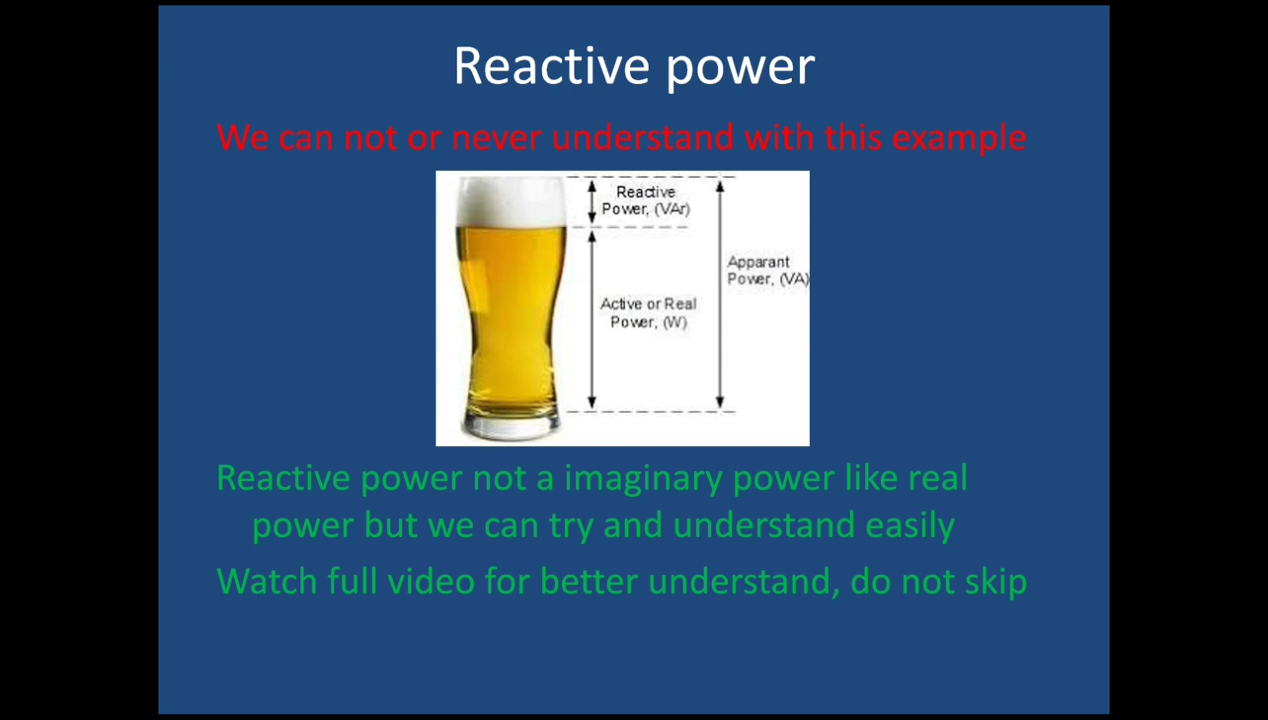 Reactive power
We can not or never understand with this example
Reactive
Power, (VAr)
Apparant
Power, (VA)
Active or Real
Power, (W)
Reactive power not a imaginary power like real
power but we can try and understand easily
Watch full video for better understand, do not skip